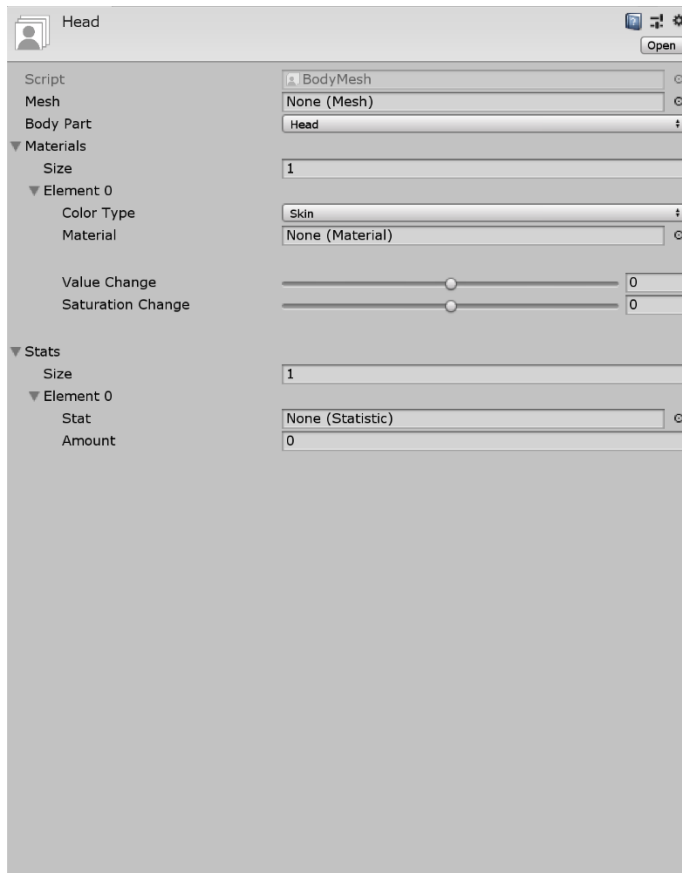 Head
Open
Script BodyMesh
Mesh None (Mesh)
Body Part Head
Materials
Size 1
Element 0
Color Type Skin
Material None (Material)
Value Change 0
Saturation Change 0
Stats
Size 1
Element 0
Stat None (Statistic)
Amount 0